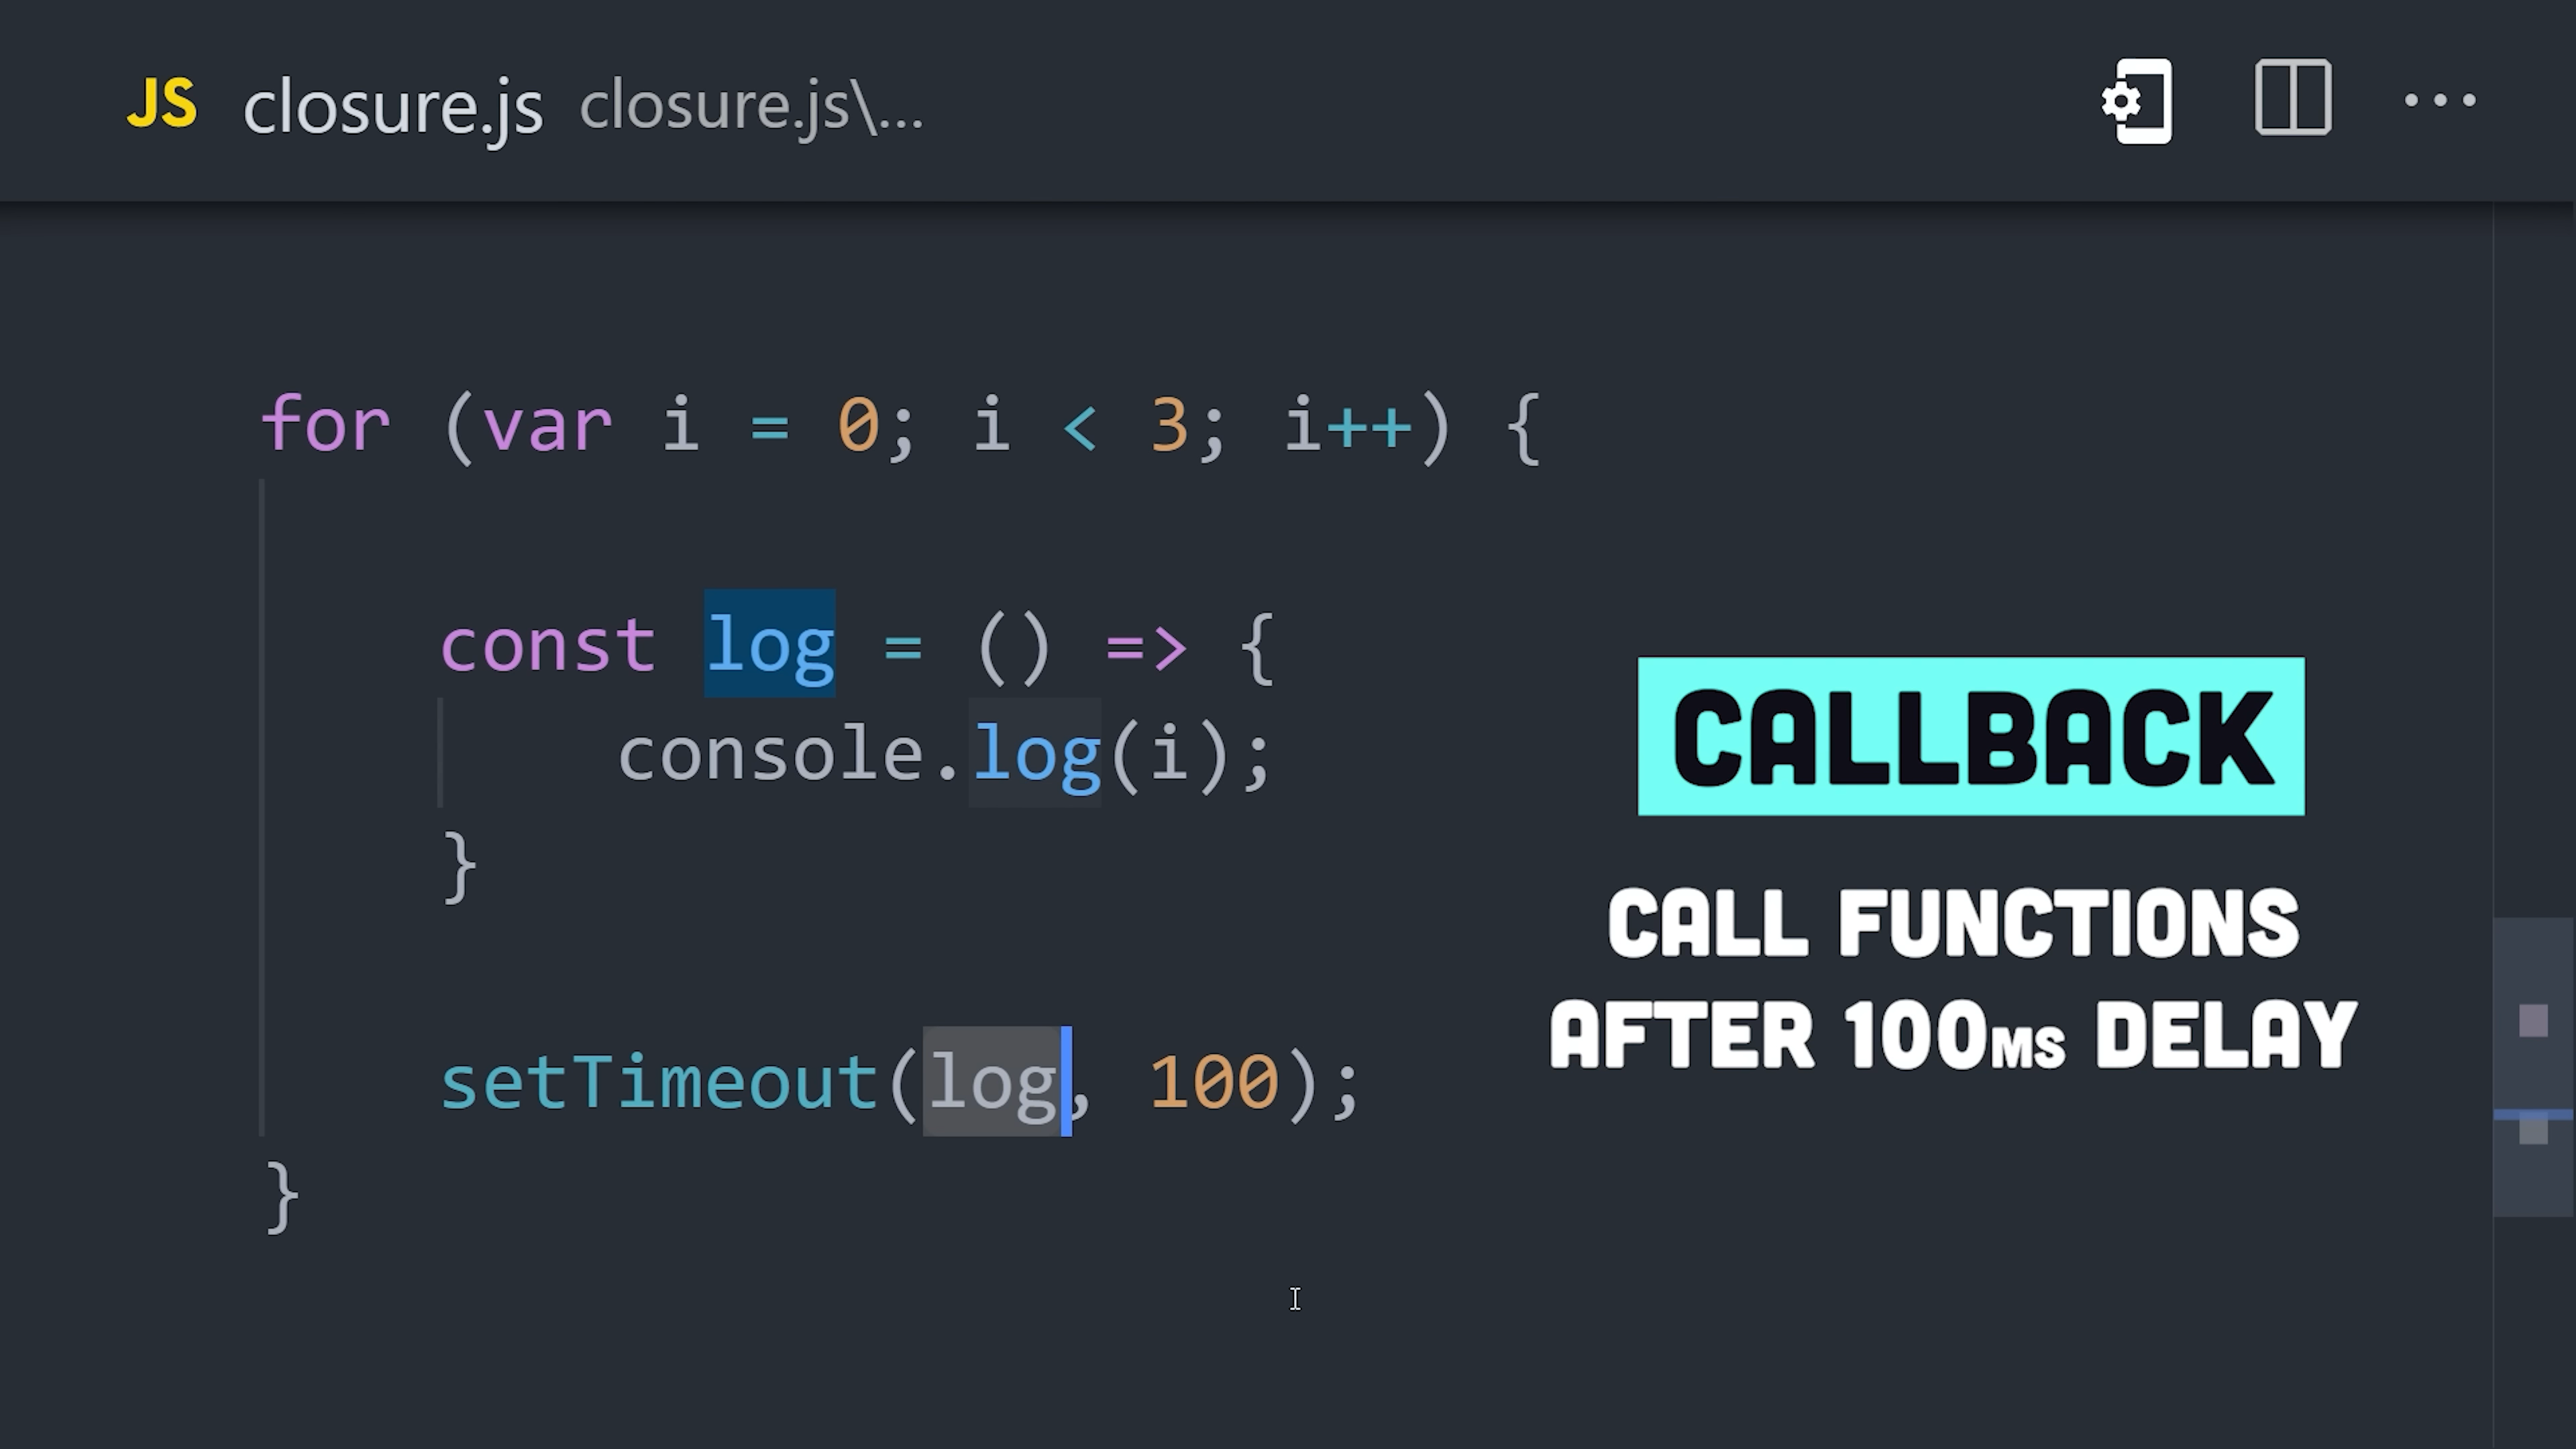 JS closure.js closure.js\...
for (var i = 0; i < 3; i++) {
const log = () => {
console.log(i);
}
setTimeout(log, 100);
}
CALLBACK
CALL FUNCTIONS
AFTER 100MS DELAY